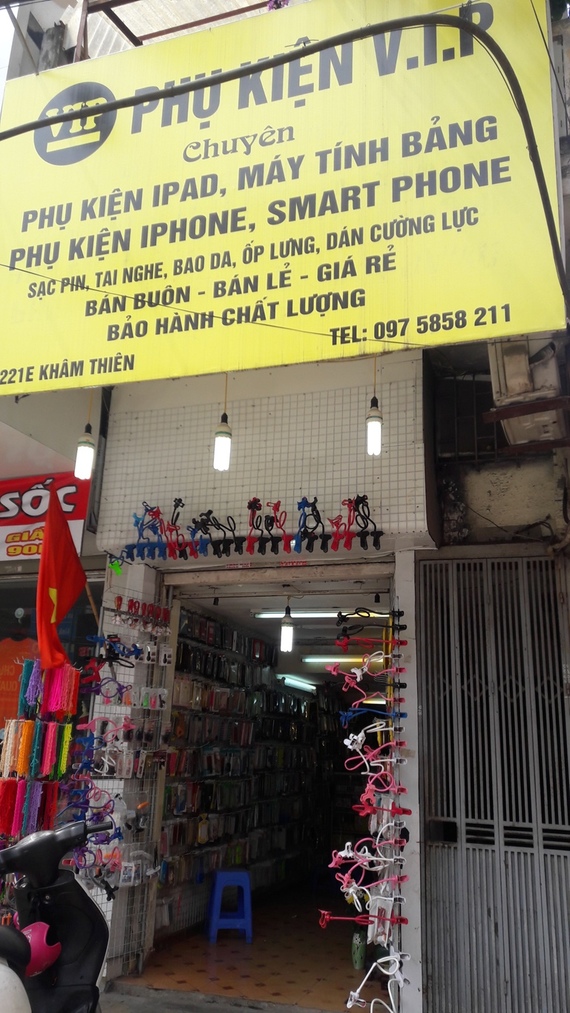 VIP
PHỤ KIỆN V.I.P
Chuyên
PHỤ KIỆN IPAD, MÁY TÍNH BẢNG
PHỤ KIỆN IPHONE, SMART PHONE
SẠC PIN, TAI NGHE, BAO DA, ỐP LƯNG, DÁN CƯỜNG LỰC
BÁN BUÔN - BÁN LẺ - GIÁ RẺ
BẢO HÀNH CHẤT LƯỢNG
TEL: 097 5858 211
221E KHÂM THIÊN
SỐC
GIÁ